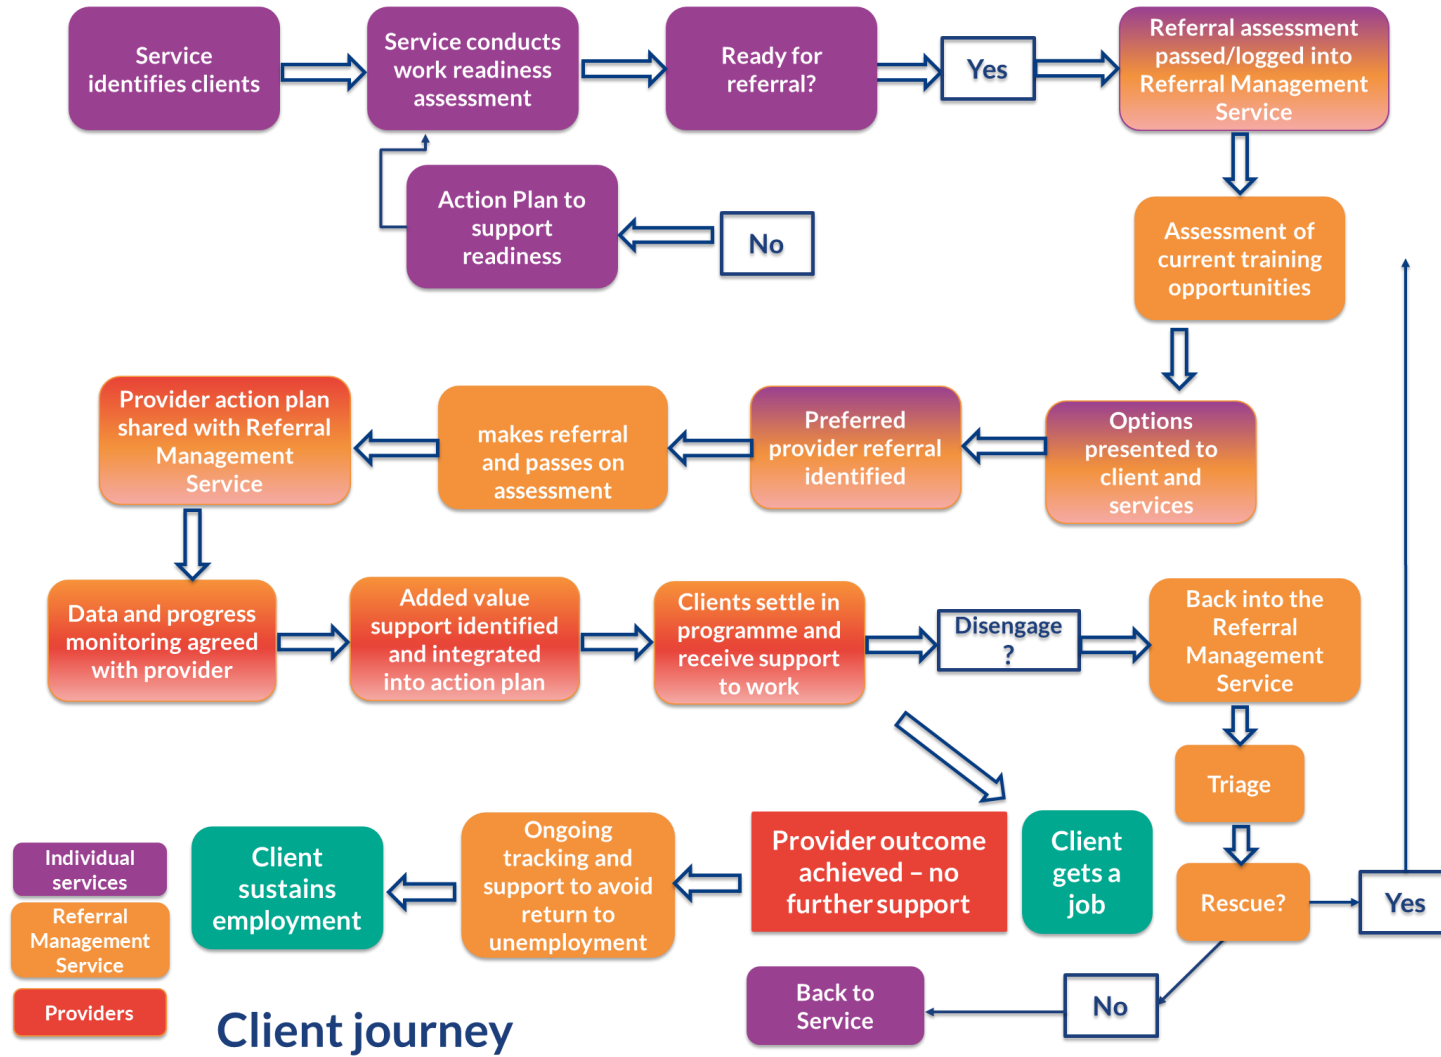 Service
identifies clients
Service conducts
work readiness
assessment
Ready for
referral?
Yes
Referral assessment
passed/logged into
Referral Management
Service
Action Plan to
support
readiness
No
Assessment of
current training
opportunities
Provider action plan
shared with Referral
Management
Service
makes referral
and passes on
assessment
Preferred
provider referral
identified
Options
presented to
client and
services
Data and progress
monitoring agreed
with provider
Added value
support identified
and integrated
into action plan
Clients settle in
programme and
receive support
to work
Disengage
?
Back into the
Referral
Management
Service
Triage
Client
sustains
employment
Ongoing
tracking and
support to avoid
return to
unemployment
Provider outcome
achieved – no
further support
Client
gets a
job
Rescue?
Yes
Individual
services
Referral
Management
Service
Providers
Back to
Service
No
Client journey